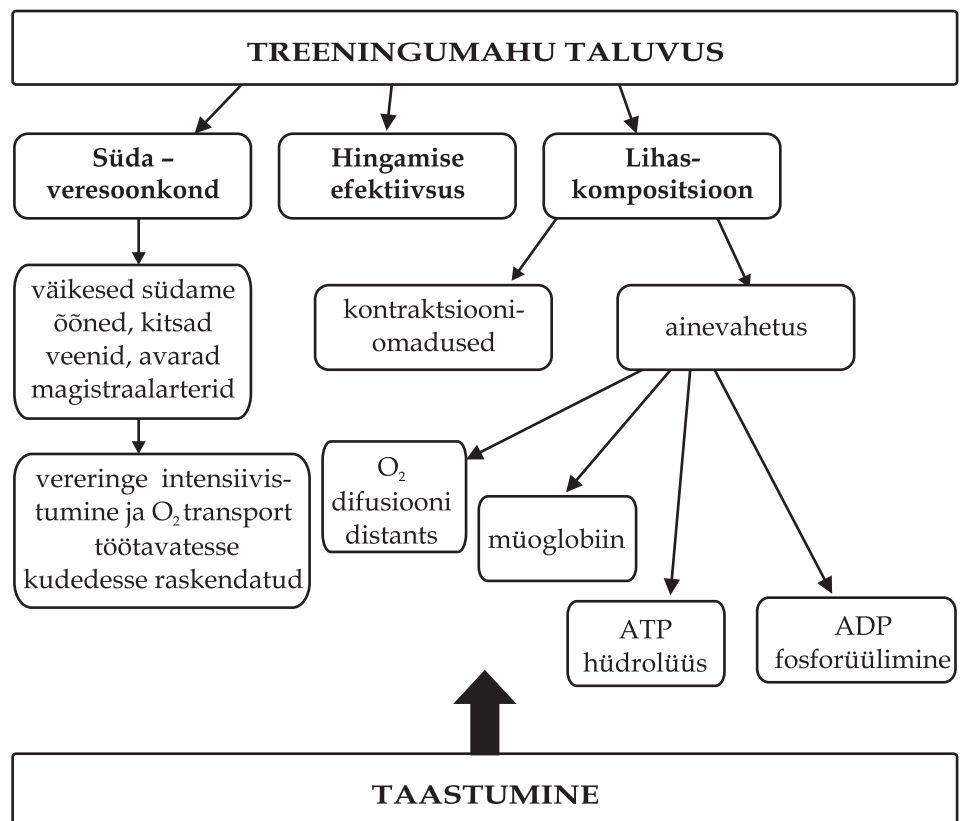 TREENINGUMAHU TALUVUS
Süda –
veresoonkond
Hingamise
efektiivsus
Lihas-
kompositsioon
väikesed südame
õõned, kitsad
veenid, avarad
magistraalarterid
kontraktsiooni-
omadused
ainevahetus
vereringe intensiivis-
tumine ja O₂ transport
töötavatesse
kudedesse raskendatud
O₂
difusiooni
distants
müoglobiin
ATP
hüdrolüüs
ADP
fosforüülimine
TAASTUMINE